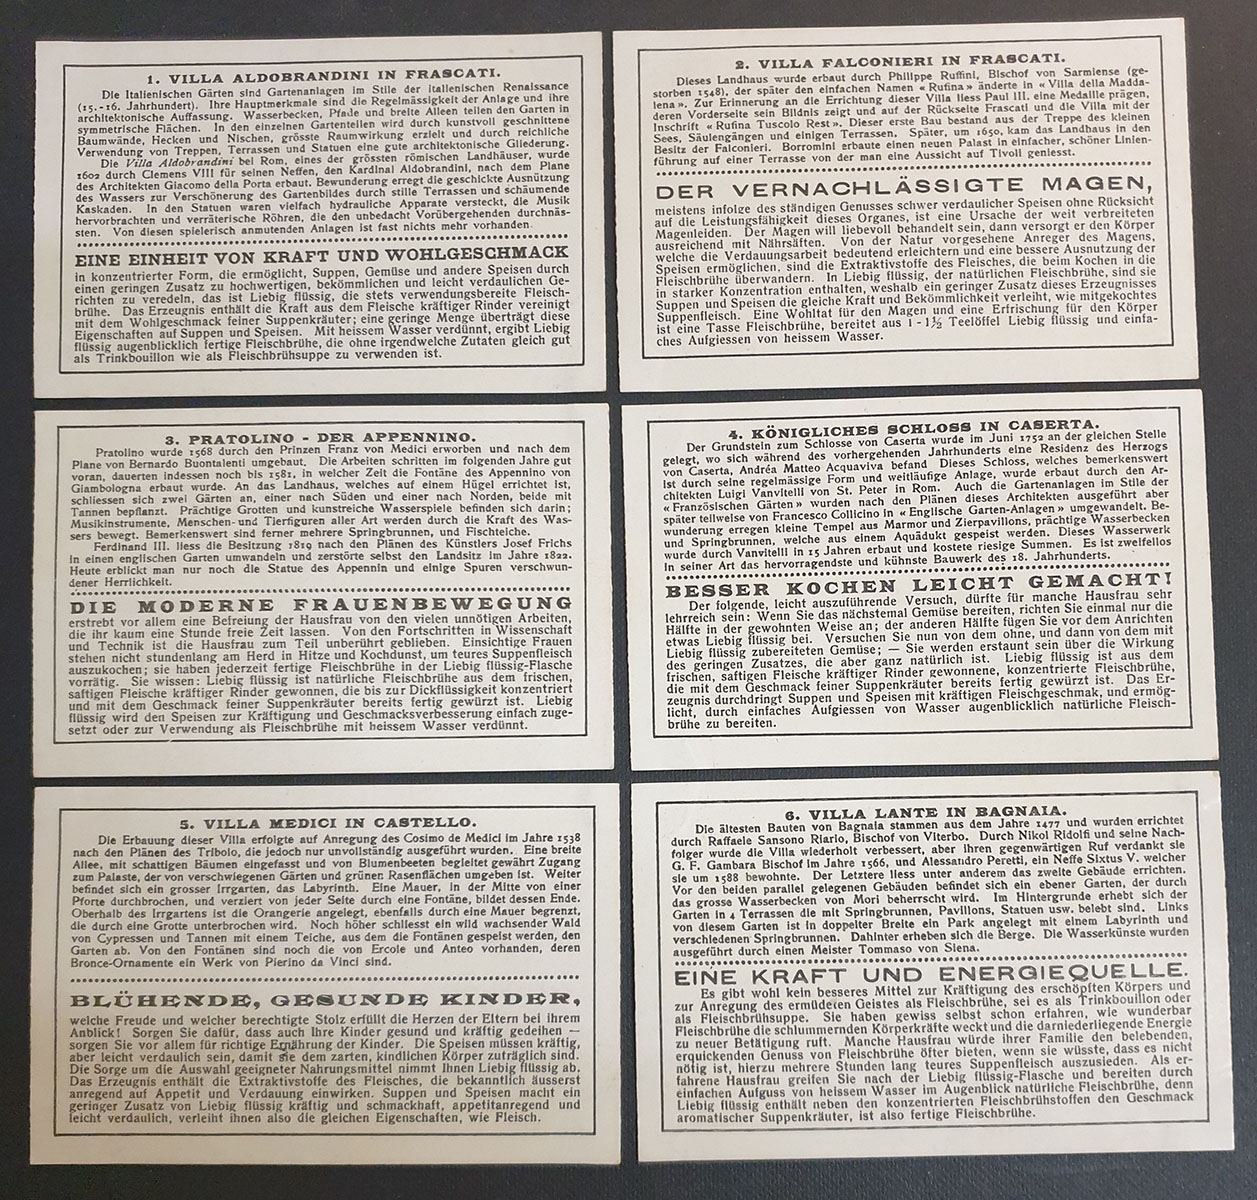 1. VILLA ALDOBRANDINI IN FRASCATI.
Die Italienischen Gärten sind Gartenanlagen im Stile der italienischen Renaissance
(15.-16. Jahrhundert). Ihre Hauptmerkmale sind die Regelmässigkeit der Anlage und ihre
architektonische Auffassung. Wasserbecken, Pfade und breite Alleen teilen den Garten in
symmetrische Flächen. In den einzelnen Gartenteilen wird durch kunstvoll geschnittene
Baumwände, Hecken und Nischen, grösste Raumwirkung erzielt und durch reichliche
Verwendung von Treppen, Terrassen und Statuen eine gute architektonische Gliederung.
Die Villa Aldobrandini bei Rom, eines der grössten römischen Landhäuser, wurde
1602 durch Clemens VIII für seinen Neffen, den Kardinal Aldobrandini, nach dem Plane
des Architekten Giacomo della Porta erbaut. Bewunderung erregt die geschickte Ausnützung
des Wassers zur Verschönerung des Gartenbildes durch stille Terrassen und schäumende
Kaskaden. In den Statuen waren vielfach hydrauliche Apparate versteckt, die Musik
hervorbrachten und verräterische Röhren, die den unbedacht Vorübergehenden durchnäs-
sten. Von diesen spielerisch anmutenden Anlagen ist fast nichts mehr vorhanden.
EINE EINHEIT VON KRAFT UND WOHLGESCHMACK
in konzentrierter Form, die ermöglicht, Suppen, Gemüse und andere Speisen durch
einen geringen Zusatz zu hochwertigen, bekömmlichen und leicht verdaulichen Ge-
richten zu veredeln, das ist Liebig flüssig, die stets verwendungsbereite Fleisch-
brühe. Das Erzeugnis enthält die Kraft aus dem Fleische kräftiger Rinder vereinigt
mit dem Wohlgeschmack feiner Suppenkräuter; eine geringe Menge überträgt diese
Eigenschaften auf Suppen und Speisen. Mit heissem Wasser verdünnt, ergibt Liebig
flüssig augenblicklich fertige Fleischbrühe, die ohne irgendwelche Zutaten gleich gut
als Trinkbouillon wie als Fleischbrühsuppe zu verwenden ist.
2. VILLA FALCONIERI IN FRASCATI.
Dieses Landhaus wurde erbaut durch Philippe Ruffini, Bischof von Sarmiense (ge-
storben 1548), der später den einfachen Namen « Rufina » änderte in « Villa della Madda-
lena ». Zur Erinnerung an die Errichtung dieser Villa liess Paul III. eine Medaille prägen,
deren Vorderseite sein Bildnis zeigt und auf der Rückseite Frascati und die Villa mit der
Inschrift « Rufina Tuscolo Rest ». Dieser erste Bau bestand aus der Treppe des kleinen
Sees, Säulengängen und einigen Terrassen. Später, um 1650, kam das Landhaus in den
Besitz der Falconieri. Borromini erbaute einen neuen Palast in einfacher, schöner Linien-
führung auf einer Terrasse von der man eine Aussicht auf Tivoli geniesst.
DER VERNACHLÄSSIGTE MAGEN,
meistens infolge des ständigen Genusses schwer verdaulicher Speisen ohne Rücksicht
auf die Leistungsfähigkeit dieses Organes, ist eine Ursache der weit verbreiteten
Magenleiden. Der Magen will liebevoll behandelt sein, dann versorgt er den Körper
ausreichend mit Nährsäften. Von der Natur vorgesehene Anreger des Magens,
welche die Verdauungsarbeit bedeutend erleichtern und eine bessere Ausnutzung der
Speisen ermöglichen, sind die Extraktivstoffe des Fleisches, die beim Kochen in die
Fleischbrühe überwandern. In Liebig flüssig, der natürlichen Fleischbrühe, sind sie
in starker Konzentration enthalten, weshalb ein geringer Zusatz dieses Erzeugnisses
Suppen und Speisen die gleiche Kraft und Bekömmlichkeit verleiht, wie mitgekochtes
Suppenfleisch. Eine Wohltat für den Magen und eine Erfrischung für den Körper
ist eine Tasse Fleischbrühe, bereitet aus 1 - 1½ Teelöffel Liebig flüssig und einfa-
ches Aufgiessen von heissem Wasser.
3. PRATOLINO - DER APPENNINO.
Pratolino wurde 1568 durch den Prinzen Franz von Medici erworben und nach dem
Plane von Bernardo Buontalenti umgebaut. Die Arbeiten schritten im folgenden Jahre gut
voran, dauerten indessen noch bis 1581, in welcher Zeit die Fontäne des Appennino von
Giambologna erbaut wurde. An das Landhaus, welches auf einem Hügel errichtet ist,
schliessen sich zwei Gärten an, einer nach Süden und einer nach Norden, beide mit
Tannen bepflanzt. Prächtige Grotten und kunstreiche Wasserspiele befinden sich darin;
Musikinstrumente, Menschen- und Tierfiguren aller Art werden durch die Kraft des Was-
sers bewegt. Bemerkenswert sind ferner mehrere Springbrunnen, und Fischteiche.
Ferdinand III. liess die Besitzung 1819 nach den Plänen des Künstlers Josef Frichs
in einen englischen Garten umwandeln und zerstörte selbst den Landsitz im Jahre 1822.
Heute erblickt man nur noch die Statue des Appennin und einige Spuren verschwun-
dener Herrlichkeit.
DIE MODERNE FRAUENBEWEGUNG
erstrebt vor allem eine Befreiung der Hausfrau von den vielen unnötigen Arbeiten,
die ihr kaum eine Stunde freie Zeit lassen. Von den Fortschritten in Wissenschaft
und Technik ist die Hausfrau zum Teil unberührt geblieben. Einsichtige Frauen
stehen nicht stundenlang am Herd in Hitze und Kochdunst, um teures Suppenfleisch
auszukochen; sie haben jederzeit fertige Fleischbrühe in der Liebig flüssig-Flasche
vorrätig. Sie wissen: Liebig flüssig ist natürliche Fleischbrühe aus dem frischen,
saftigen Fleische kräftiger Rinder gewonnen, die bis zur Dickflüssigkeit konzentriert
und mit dem Geschmack feiner Suppenkräuter bereits fertig gewürzt ist. Liebig
flüssig wird den Speisen zur Kräftigung und Geschmacksverbesserung einfach zuge-
setzt oder zur Verwendung als Fleischbrühe mit heissem Wasser verdünnt.
4. KÖNIGLICHES SCHLOSS IN CASERTA.
Der Grundstein zum Schlosse von Caserta wurde im Juni 1752 an der gleichen Stelle
gelegt, wo sich während des vorhergehenden Jahrhunderts eine Residenz des Herzogs
von Caserta, Andréa Matteo Acquaviva befand Dieses Schloss, welches bemerkenswert
ist durch seine regelmässige Form und weitläufige Anlage, wurde erbaut durch den Ar-
chitekten Luigi Vanvitelli von St. Peter in Rom. Auch die Gartenanlagen im Stile der
« Französischen Gärten » wurden nach den Plänen dieses Architekten ausgeführt aber
später teilweise von Francesco Collicino in « Englische Garten-Anlagen » umgewandelt. Be-
wunderung erregen kleine Tempel aus Marmor und Zierpavillons, prächtige Wasserbecken
und Springbrunnen, welche aus einem Aquädukt gespeist werden. Dieses Wasserwerk
wurde durch Vanvitelli in 15 Jahren erbaut und kostete riesige Summen. Es ist zweifellos
in seiner Art das hervorragendste und kühnste Bauwerk des 18. Jahrhunderts.
BESSER KOCHEN LEICHT GEMACHT!
Der folgende, leicht auszuführende Versuch, dürfte für manche Hausfrau sehr
lehrreich sein: Wenn Sie das nächstemal Gemüse bereiten, richten Sie einmal nur die
Hälfte in der gewohnten Weise an; der anderen Hälfte fügen Sie vor dem Anrichten
etwas Liebig flüssig bei. Versuchen Sie nun von dem ohne, und dann von dem mit
Liebig flüssig zubereiteten Gemüse; — Sie werden erstaunt sein über die Wirkung
des geringen Zusatzes, die aber ganz natürlich ist. Liebig flüssig ist aus dem
frischen, saftigen Fleische kräftiger Rinder gewonnene, konzentrierte Fleischbrühe,
die mit dem Geschmack feiner Suppenkräuter bereits fertig gewürzt ist. Das Er-
zeugnis durchdringt Suppen und Speisen mit kräftigen Fleischgeschmak, und ermög-
licht, durch einfaches Aufgiessen von Wasser augenblicklich natürliche Fleisch-
brühe zu bereiten.
5. VILLA MEDICI IN CASTELLO.
Die Erbauung dieser Villa erfolgte auf Anregung des Cosimo de Medici im Jahre 1538
nach den Plänen des Tribolo, die jedoch nur unvollständig ausgeführt wurden. Eine breite
Allee, mit schattigen Bäumen eingefasst und von Blumenbeeten begleitet gewährt Zugang
zum Palaste, der von verschwiegenen Gärten und grünen Rasenflächen umgeben ist. Weiter
befindet sich ein grosser Irrgarten, das Labyrinth. Eine Mauer, in der Mitte von einer
Pforte durchbrochen, und verziert von jeder Seite durch eine Fontäne, bildet dessen Ende.
Oberhalb des Irrgartens ist die Orangerie angelegt, ebenfalls durch eine Mauer begrenzt,
die durch eine Grotte unterbrochen wird. Noch höher schliesst ein wild wachsender Wald
von Cypressen und Tannen mit einem Teiche, aus dem die Fontänen gespeist werden, den
Garten ab. Von den Fontänen sind noch die von Ercole und Anteo vorhanden, deren
Bronce-Ornamente ein Werk von Pierino da Vinci sind.
BLÜHENDE, GESUNDE KINDER,
welche Freude und welcher berechtigte Stolz erfüllt die Herzen der Eltern bei ihrem
Anblick! Sorgen Sie dafür, dass auch Ihre Kinder gesund und kräftig gedeihen —
sorgen Sie vor allem für richtige Ernährung der Kinder. Die Speisen müssen kräftig,
aber leicht verdaulich sein, damit sie dem zarten, kindlichen Körper zuträglich sind.
Die Sorge um die Auswahl geeigneter Nahrungsmittel nimmt Ihnen Liebig flüssig ab.
Das Erzeugnis enthält die Extraktivstoffe des Fleisches, die bekanntlich äusserst
anregend auf Appetit und Verdauung einwirken. Suppen und Speisen macht ein
geringer Zusatz von Liebig flüssig kräftig und schmackhaft, appetitanregend und
leicht verdaulich, verleiht ihnen also die gleichen Eigenschaften, wie Fleisch.
6. VILLA LANTE IN BAGNAIA.
Die ältesten Bauten von Bagnaia stammen aus dem Jahre 1477 und wurden errichtet
durch Raffaele Sansono Riario, Bischof von Viterbo. Durch Nikol Ridolfi und seine Nach-
folger wurde die Villa wiederholt verbessert, aber ihren gegenwärtigen Ruf verdankt sie
G. F. Gambara Bischof im Jahre 1566, und Alessandro Peretti, ein Neffe Sixtus V. welcher
sie um 1588 bewohnte. Der Letztere liess unter anderem das zweite Gebäude errichten.
Vor den beiden parallel gelegenen Gebäuden befindet sich ein ebener Garten, der durch
das grosse Wasserbecken von Mori beherrscht wird. Im Hintergrunde erhebt sich der
Garten in 4 Terrassen die mit Springbrunnen, Pavillons, Statuen usw. belebt sind. Links
von diesem Garten ist in doppelter Breite ein Park angelegt mit einem Labyrinth und
verschiedenen Springbrunnen. Dahinter erheben sich die Berge. Die Wasserkünste wurden
ausgeführt durch einen Meister Tommaso von Siena.
EINE KRAFT UND ENERGIEQUELLE.
Es gibt wohl kein besseres Mittel zur Kräftigung des erschöpften Körpers und
zur Anregung des ermüderen Geistes als Fleischbrühe, sei es als Trinkbouillon oder
als Fleischbrühsuppe. Sie haben gewiss selbst schon erfahren, wie wunderbar
Fleischbrühe die schlummernden Körperkräfte weckt und die darniederliegende Energie
zu neuer Betätigung ruft. Manche Hausfrau würde ihrer Familie den belebenden,
erquickenden Genuss von Fleischbrühe öfter bieten, wenn sie wüsste, dass es nicht
nötig ist, hierzu mehrere Stunden lang teures Suppenfleisch auszusieden. Als er-
fahrene Hausfrau greifen Sie nach der Liebig flüssig-Flasche und bereiten durch
einfachen Aufguss von heissem Wasser im Augenblick natürliche Fleischbrühe, denn
Liebig flüssig enthält neben den konzentrierten Fleischbrühstoffen den Geschmack
aromatischer Suppenkräuter, ist also fertige Fleischbrühe.